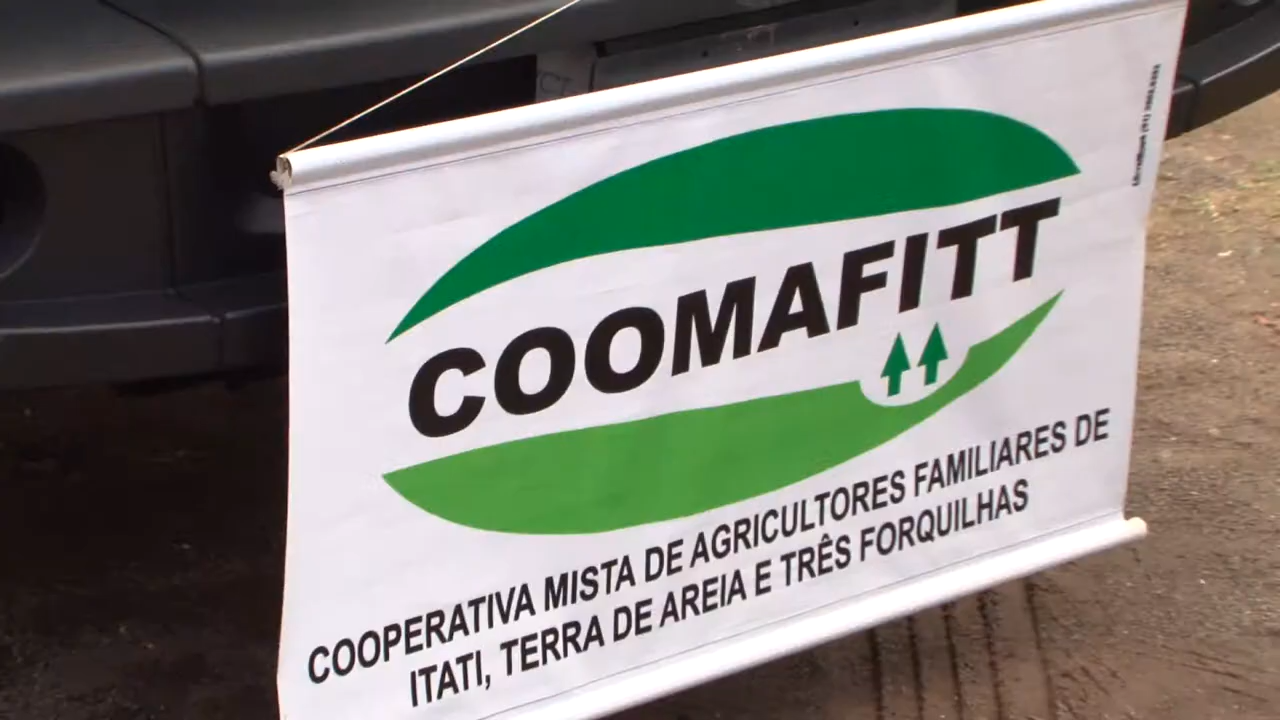 COOMAFITT
COOPERATIVA MISTA DE AGRICULTORES FAMILIARES DE
ITATI, TERRA DE AREIA E TRÊS FORQUILHAS